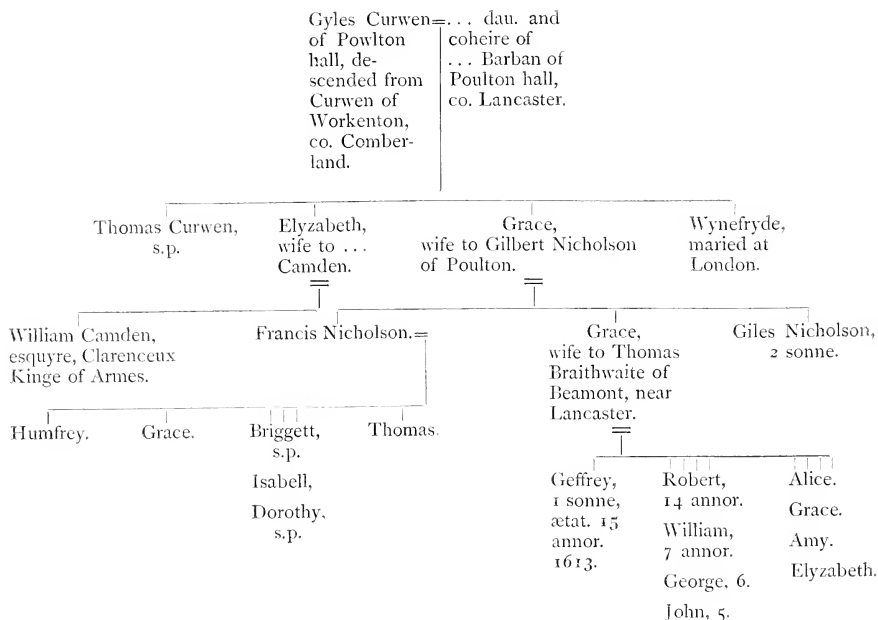 Gyles Curwen=... dau. and
of Powlton
hall, de-
scended from
Curwen of
Workenton,
co. Comber-
land.
coheire of
... Barban of
Poulton hall,
co. Lancaster.
Thomas Curwen,
s.p.
Elyzabeth,
wife to ...
Camden.
Grace,
wife to Gilbert Nicholson
of Poulton.
Wynefryde,
maried at
London.
William Camden,
esquyre, Clarenceux
Kinge of Armes.
Francis Nicholson.=
Grace,
wife to Thomas
Braithwaite of
Beamont, near
Lancaster.
Giles Nicholson,
2 sonne.
Humfrey.
Grace.
Briggett,
s.p.
Isabell,
Dorothy,
s.p.
Thomas.
Geffrey,
1 sonne,
ætat. 15
annor.
1613.
Robert,
14 annor.
William,
7 annor.
George, 6.
John, 5.
Alice.
Grace.
Amy.
Elyzabeth.